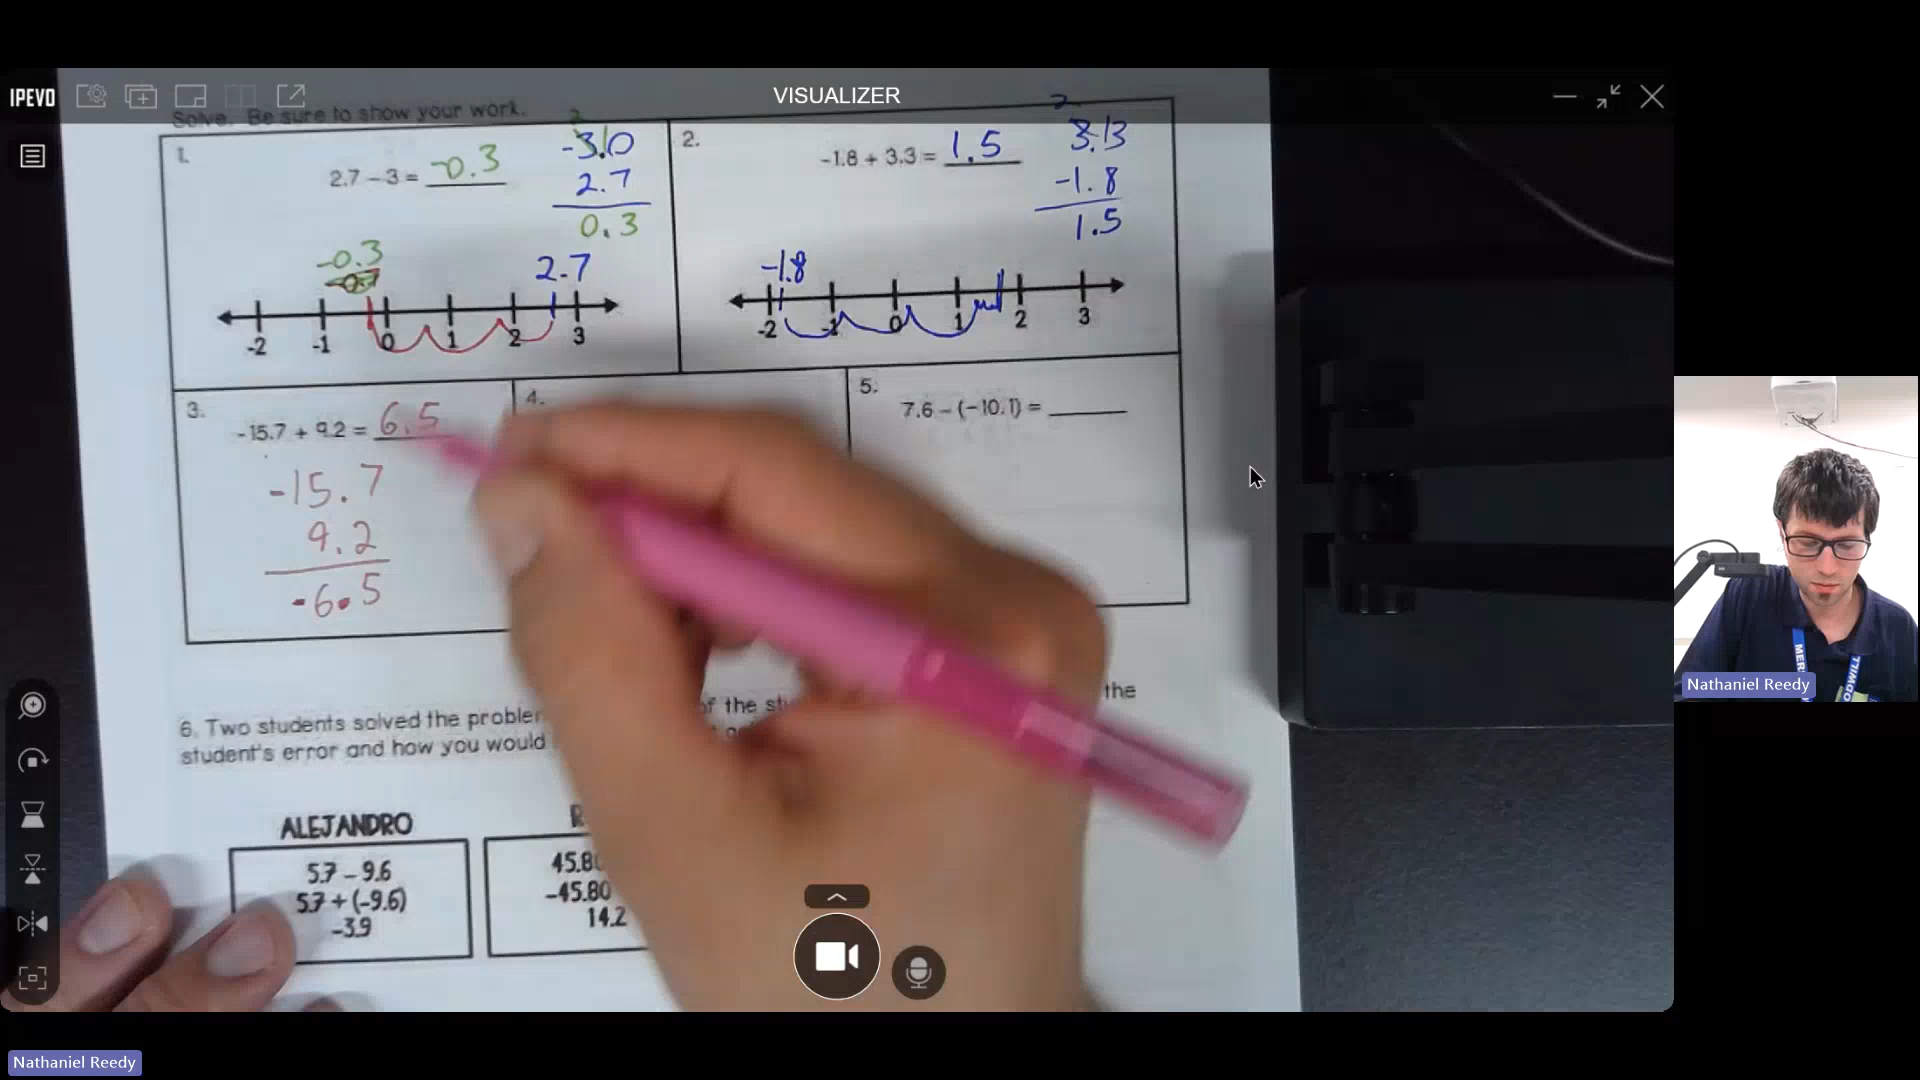 IPEVO
VISUALIZER
Solve. Be sure to show your work.
1.
2.7 – 3 = -0.3
-3.0
2.7
0.3
-0.3
2.7
-2 -1 0 1 2 3
2.
-1.8 + 3.3 = 1.5
-1.8
1.5
-1.8
-2 -1 0 1 2 3
3.
-15.7 + 9.2 = 6.5
-15.7
9.2
-6.5
4.
5.
7.6 – (-10.1) =
6. Two students solved the
of the
the
student's error and how you would
ALEJANDRO
5.7 – 9.6
5.7 + (-9.6)
-3.9
-45.80
14.2
MER
ODWILL
Nathaniel Reedy
Nathaniel Reedy